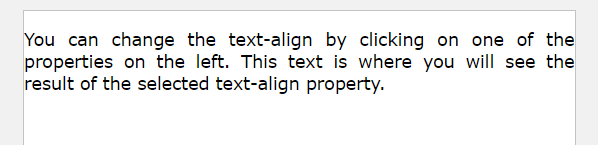 You can change the text-align by clicking on one of the
properties on the left. This text is where you will see the
result of the selected text-align property.